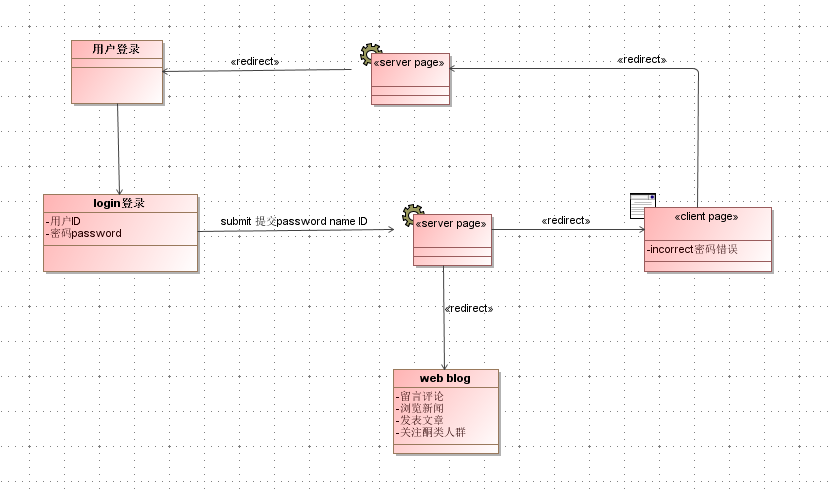 用户登录
«redirect»
«server page»
«redirect»
login登录
-用户ID
-密码password
submit 提交password name ID
«server page»
«redirect»
«client page»
-incorrect密码错误
«redirect»
web blog
-留言评论
-浏览新闻
-发表文章
-关注酮类人群